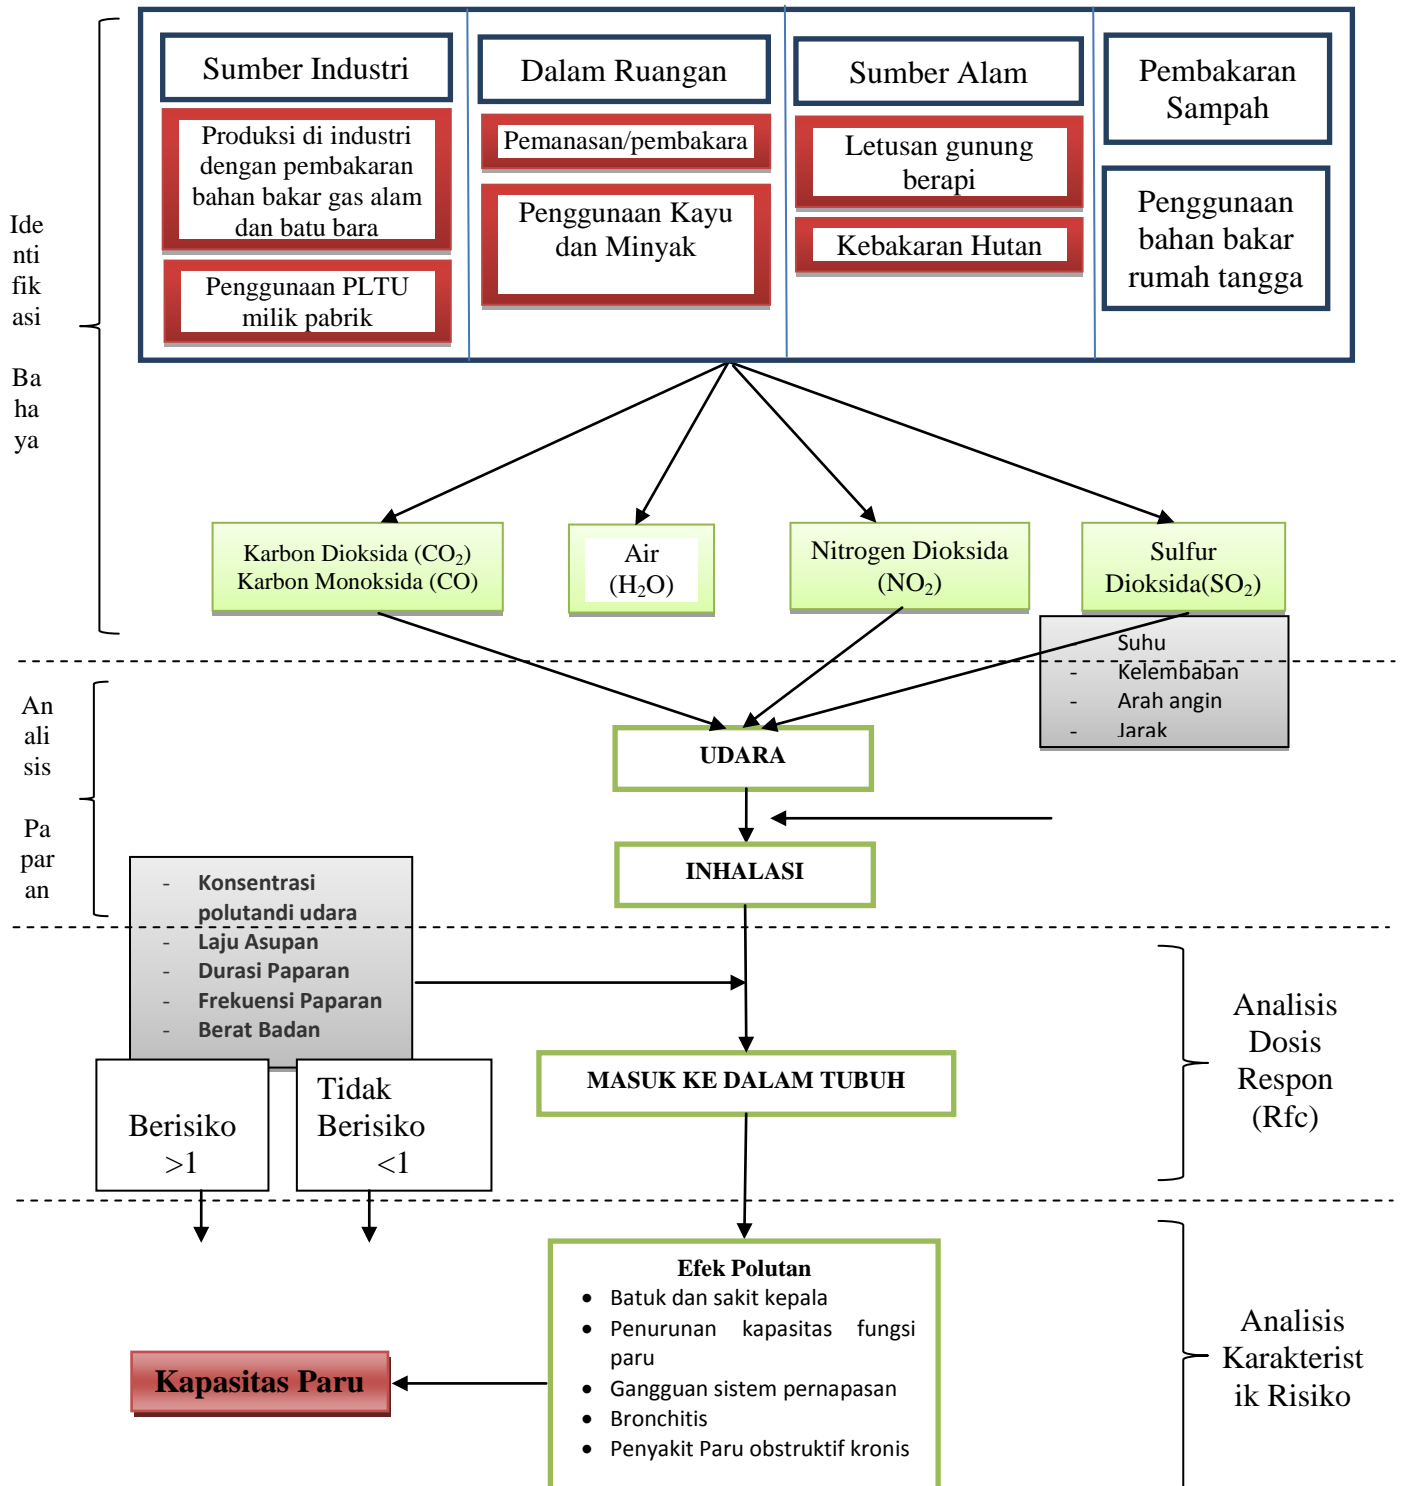 Sumber Industri
Produksi di industri
dengan pembakaran
bahan bakar gas alam
dan batu bara
Penggunaan PLTU
milik pabrik
Dalam Ruangan
Pemanasan/pembakara
Penggunaan Kayu
dan Minyak
Sumber Alam
Letusan gunung
berapi
Kebakaran Hutan
Pembakaran
Sampah
Penggunaan
bahan bakar
rumah tangga
Ide
nti
fik
asi
Ba
ha
ya
Karbon Dioksida (CO₂)
Karbon Monoksida (CO)
Air
(H₂O)
Nitrogen Dioksida
(NO₂)
Sulfur
Dioksida(SO₂)
Suhu
- Kelembaban
- Arah angin
- Jarak
An
ali
sis
Pa
par
an
UDARA
INHALASI
- Konsentrasi
polutandi udara
- Laju Asupan
- Durasi Paparan
- Frekuensi Paparan
- Berat Badan
Berisiko
>1
Tidak
Berisiko
<1
MASUK KE DALAM TUBUH
Analisis
Dosis
Respon
(Rfc)
Efek Polutan
• Batuk dan sakit kepala
• Penurunan kapasitas fungsi
paru
• Gangguan sistem pernapasan
• Bronchitis
• Penyakit Paru obstruktif kronis
Kapasitas Paru
Analisis
Karakterist
ik Risiko